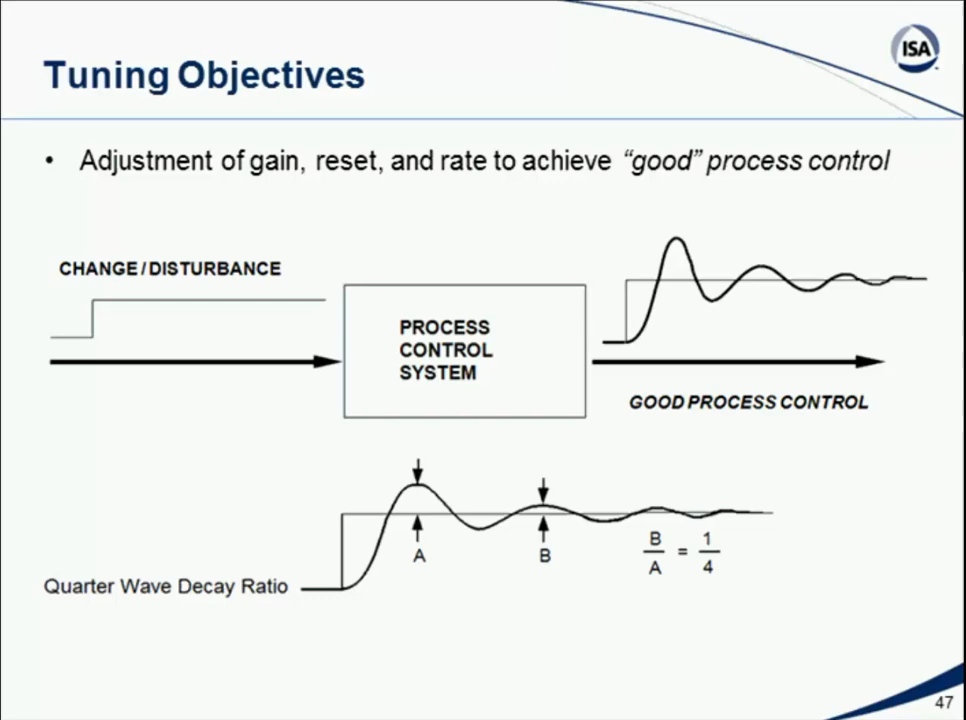 ISA
Tuning Objectives
• Adjustment of gain, reset, and rate to achieve “good” process control
CHANGE / DISTURBANCE
PROCESS
CONTROL
SYSTEM
GOOD PROCESS CONTROL
A
B
B
A
=
1
4
Quarter Wave Decay Ratio
47